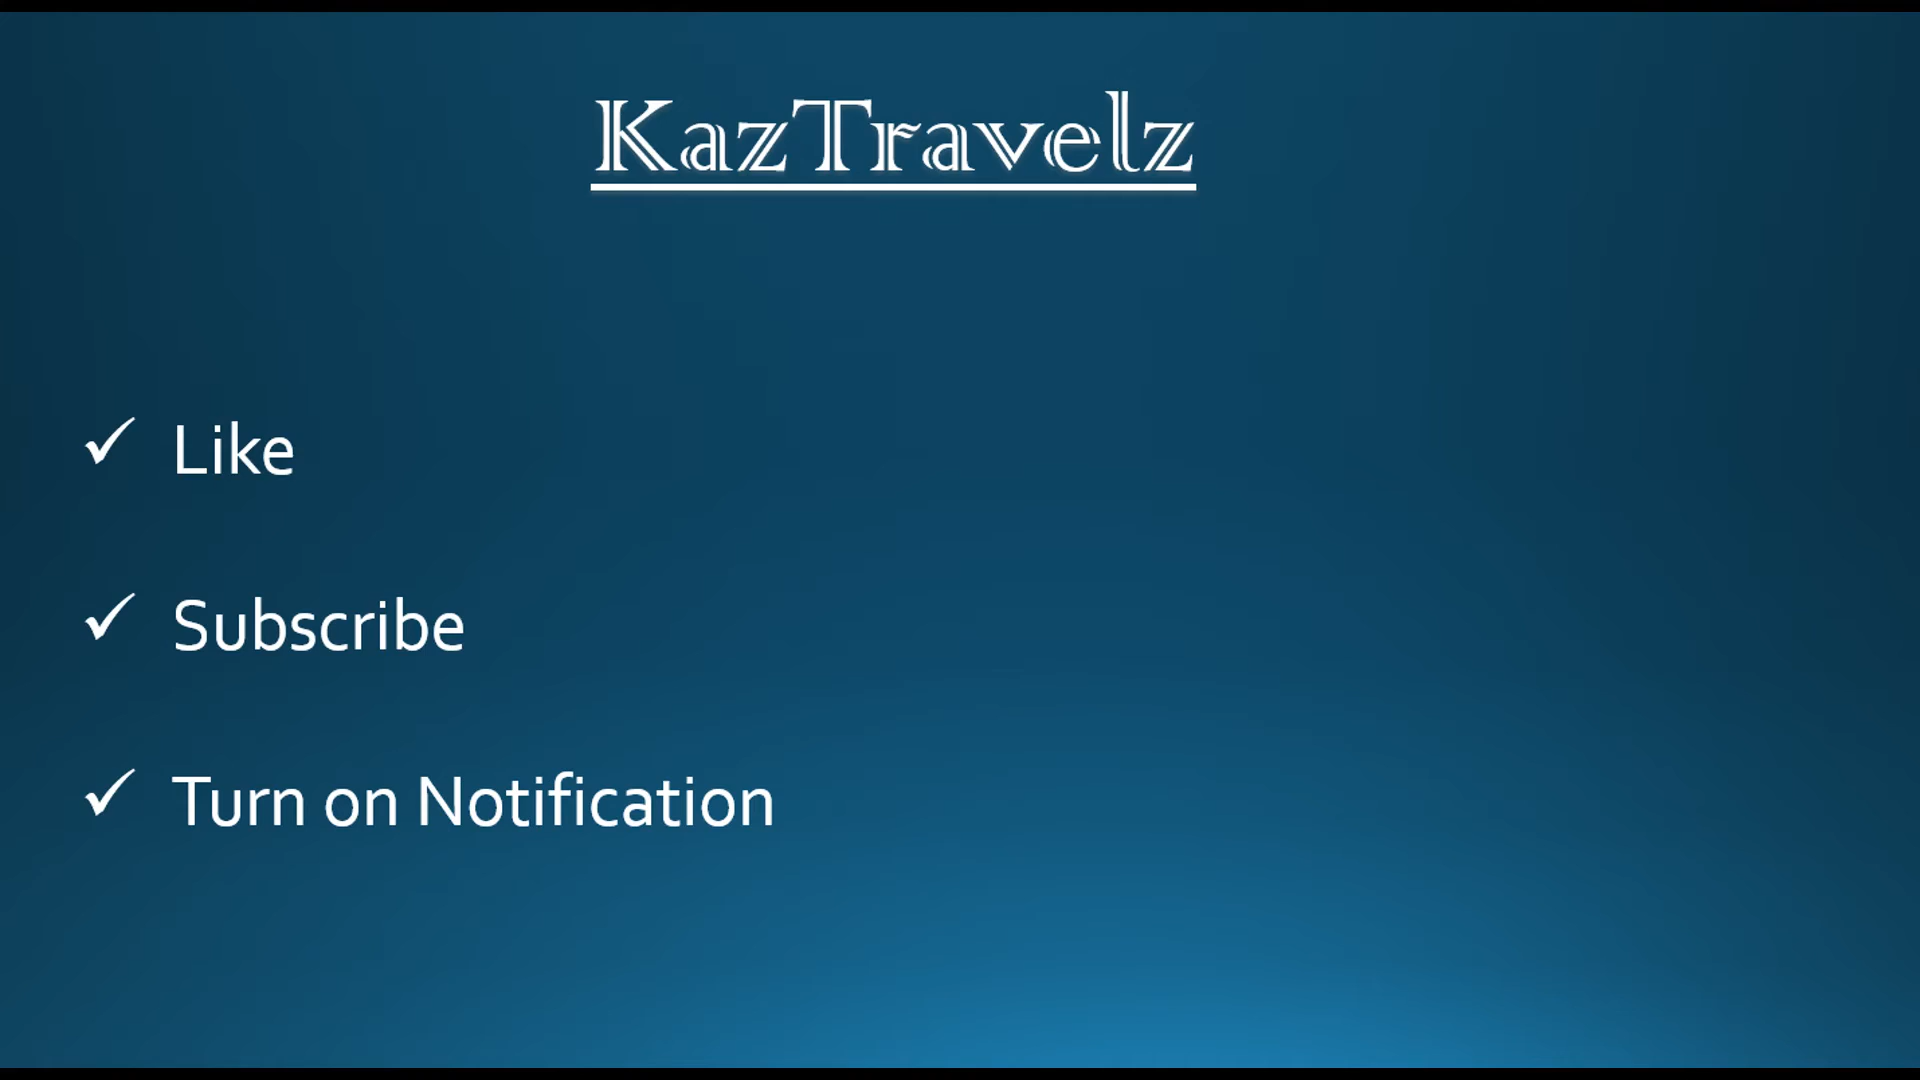 KazTravelz
✓ Like
✓ Subscribe
✓ Turn on Notification